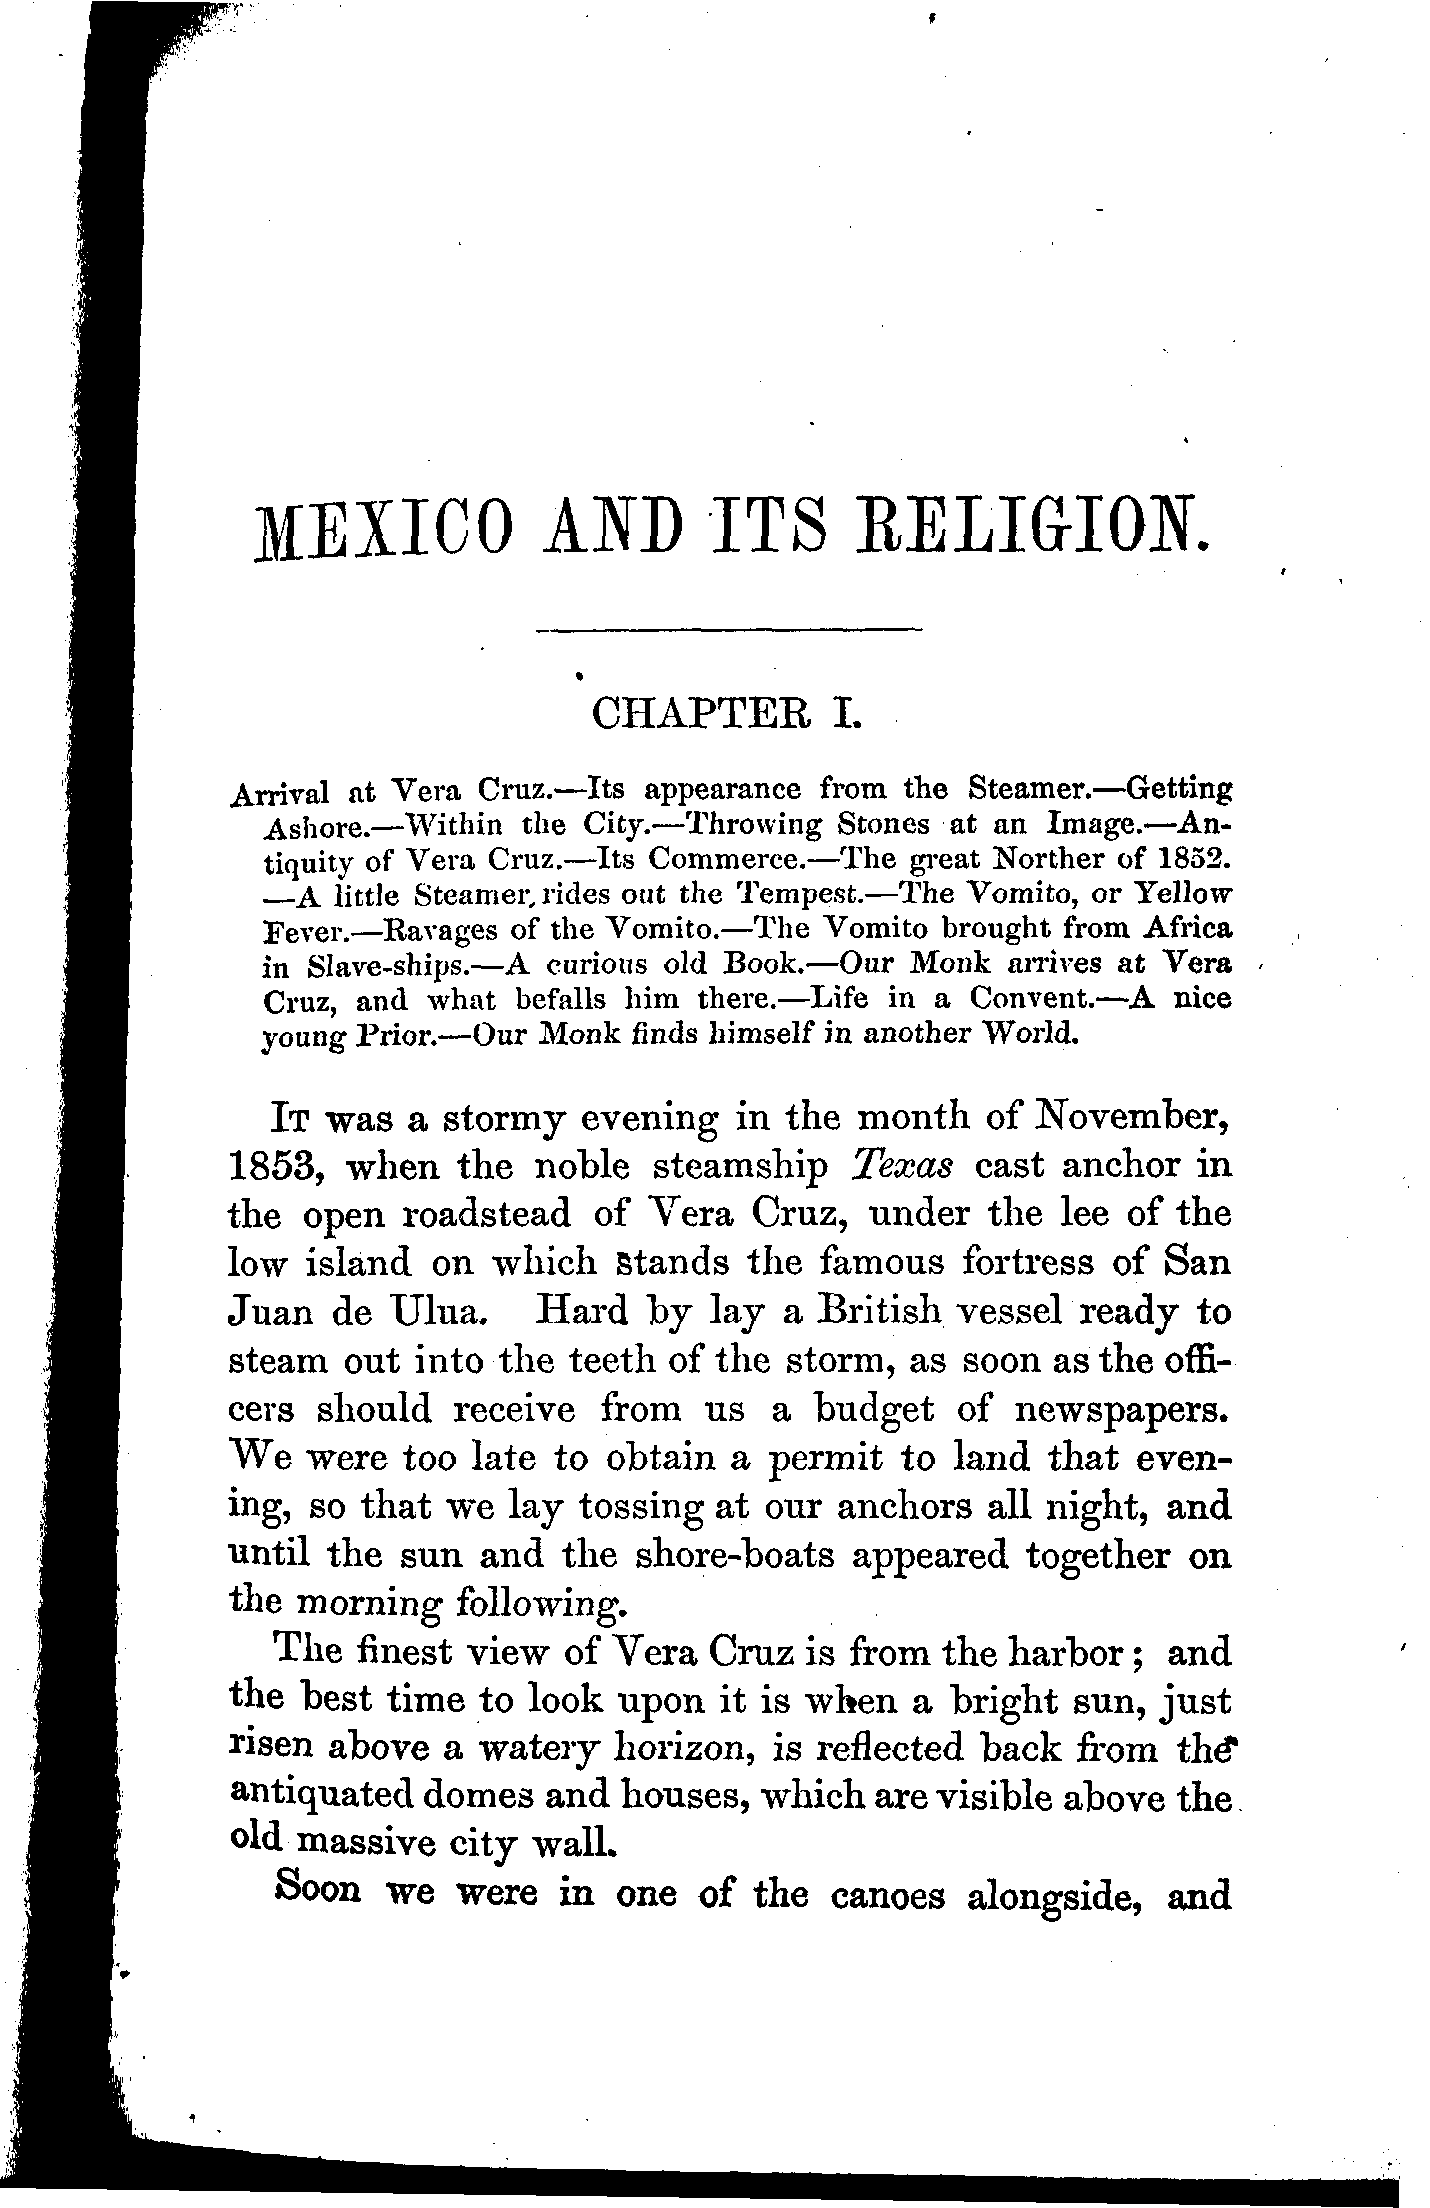 MEXICO AND ITS RELIGION.
CHAPTER I.
Arrival at Vera Cruz.—Its appearance from the Steamer.—Getting
Ashore.—Within the City.—Throwing Stones at an Image.—An-
tiquity of Vera Cruz.—Its Commerce.—The great Norther of 1852.
—A little Steamer rides out the Tempest.—The Vomito, or Yellow
Fever.—Ravages of the Vomito.—The Vomito brought from Africa
in Slave-ships.—A curious old Book.—Our Monk arrives at Vera
Cruz, and what befalls him there.—Life in a Convent.—A nice
young Prior.—Our Monk finds himself in another World.
IT was a stormy evening in the month of November,
1853, when the noble steamship Texas cast anchor in
the open roadstead of Vera Cruz, under the lee of the
low island on which stands the famous fortress of San
Juan de Ulua. Hard by lay a British vessel ready to
steam out into the teeth of the storm, as soon as the offi-
cers should receive from us a budget of newspapers.
We were too late to obtain a permit to land that even-
ing, so that we lay tossing at our anchors all night, and
until the sun and the shore-boats appeared together on
the morning following.
The finest view of Vera Cruz is from the harbor; and
the best time to look upon it is when a bright sun, just
risen above a watery horizon, is reflected back from the
antiquated domes and houses, which are visible above the
old massive city wall.
Soon we were in one of the canoes alongside, and